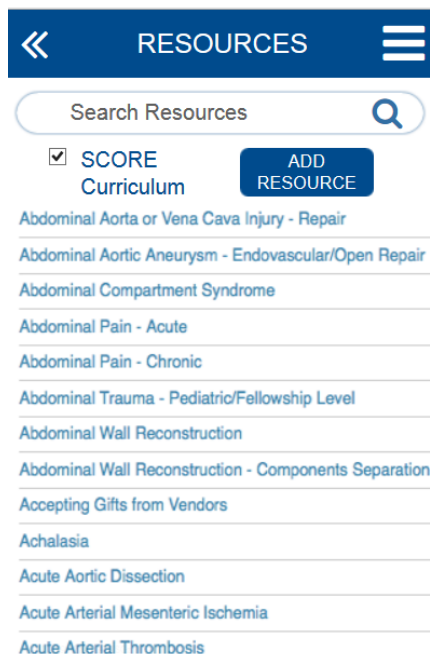 RESOURCES
Search Resources
SCORE
Curriculum
ADD
RESOURCE
Abdominal Aorta or Vena Cava Injury - Repair
Abdominal Aortic Aneurysm - Endovascular/Open Repair
Abdominal Compartment Syndrome
Abdominal Pain - Acute
Abdominal Pain - Chronic
Abdominal Trauma - Pediatric/Fellowship Level
Abdominal Wall Reconstruction
Abdominal Wall Reconstruction - Components Separation
Accepting Gifts from Vendors
Achalasia
Acute Aortic Dissection
Acute Arterial Mesenteric Ischemia
Acute Arterial Thrombosis